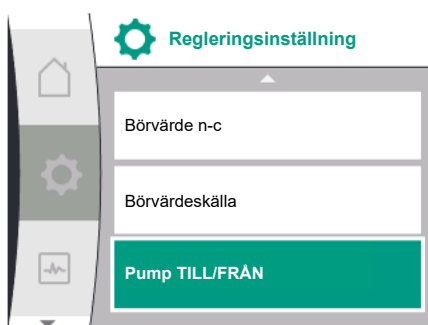 Regleringsinställning
Börvärde n-c
Börvärdeskälla
Pump TILL/FRÅN